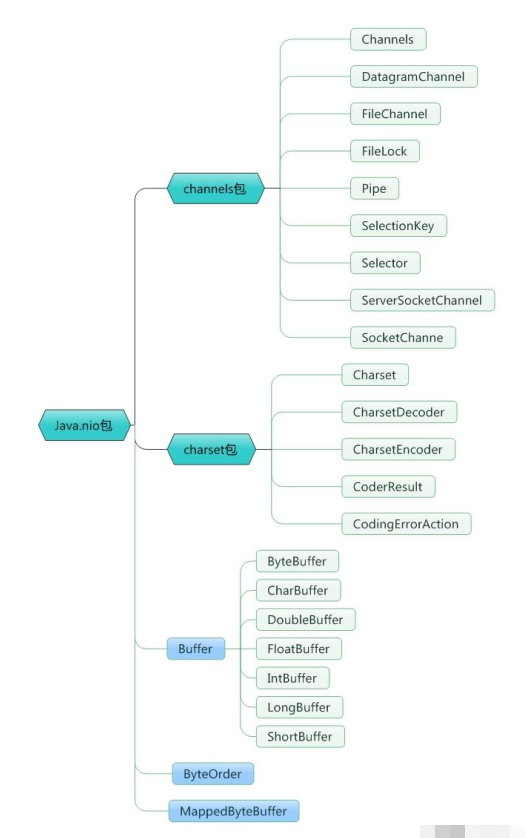 Java.nio包
channels包
Channels
DatagramChannel
FileChannel
FileLock
Pipe
SelectionKey
Selector
ServerSocketChannel
SocketChanne
charset包
Charset
CharsetDecoder
CharsetEncoder
CoderResult
CodingErrorAction
Buffer
ByteBuffer
CharBuffer
DoubleBuffer
FloatBuffer
IntBuffer
LongBuffer
ShortBuffer
ByteOrder
MappedByteBuffer